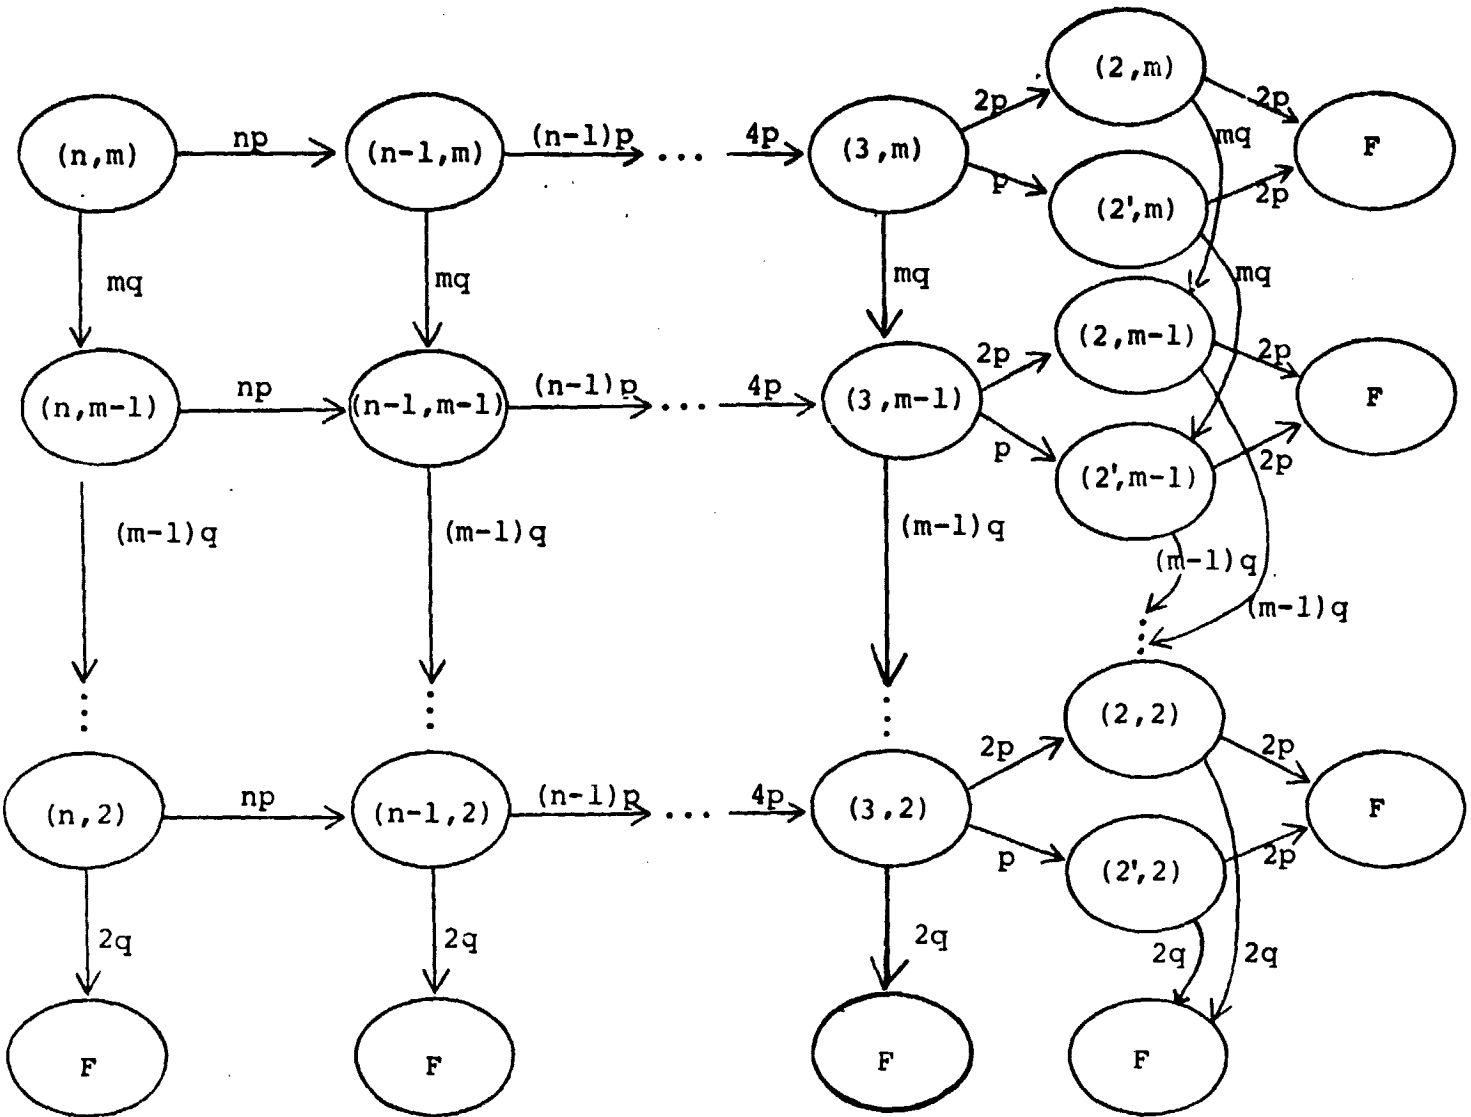 (2,m)
2p 2p
(n,m) np (n-1,m) (n-1)p ... 4p (3,m) mq F
p (2',m) 2p
mq mq mq mq
(2,m-1)
2p 2p
(n,m-1) np (n-1,m-1) (n-1)p ... 4p (3,m-1) F
p (2',m-1) 2p
(m-1)q (m-1)q (m-1)q (m-1)q
(m-1)q
(2,2)
2p 2p
(n,2) np (n-1,2) (n-1)p ... 4p (3,2) F
p (2',2) 2p
2q 2q 2q 2q 2q
F F F F